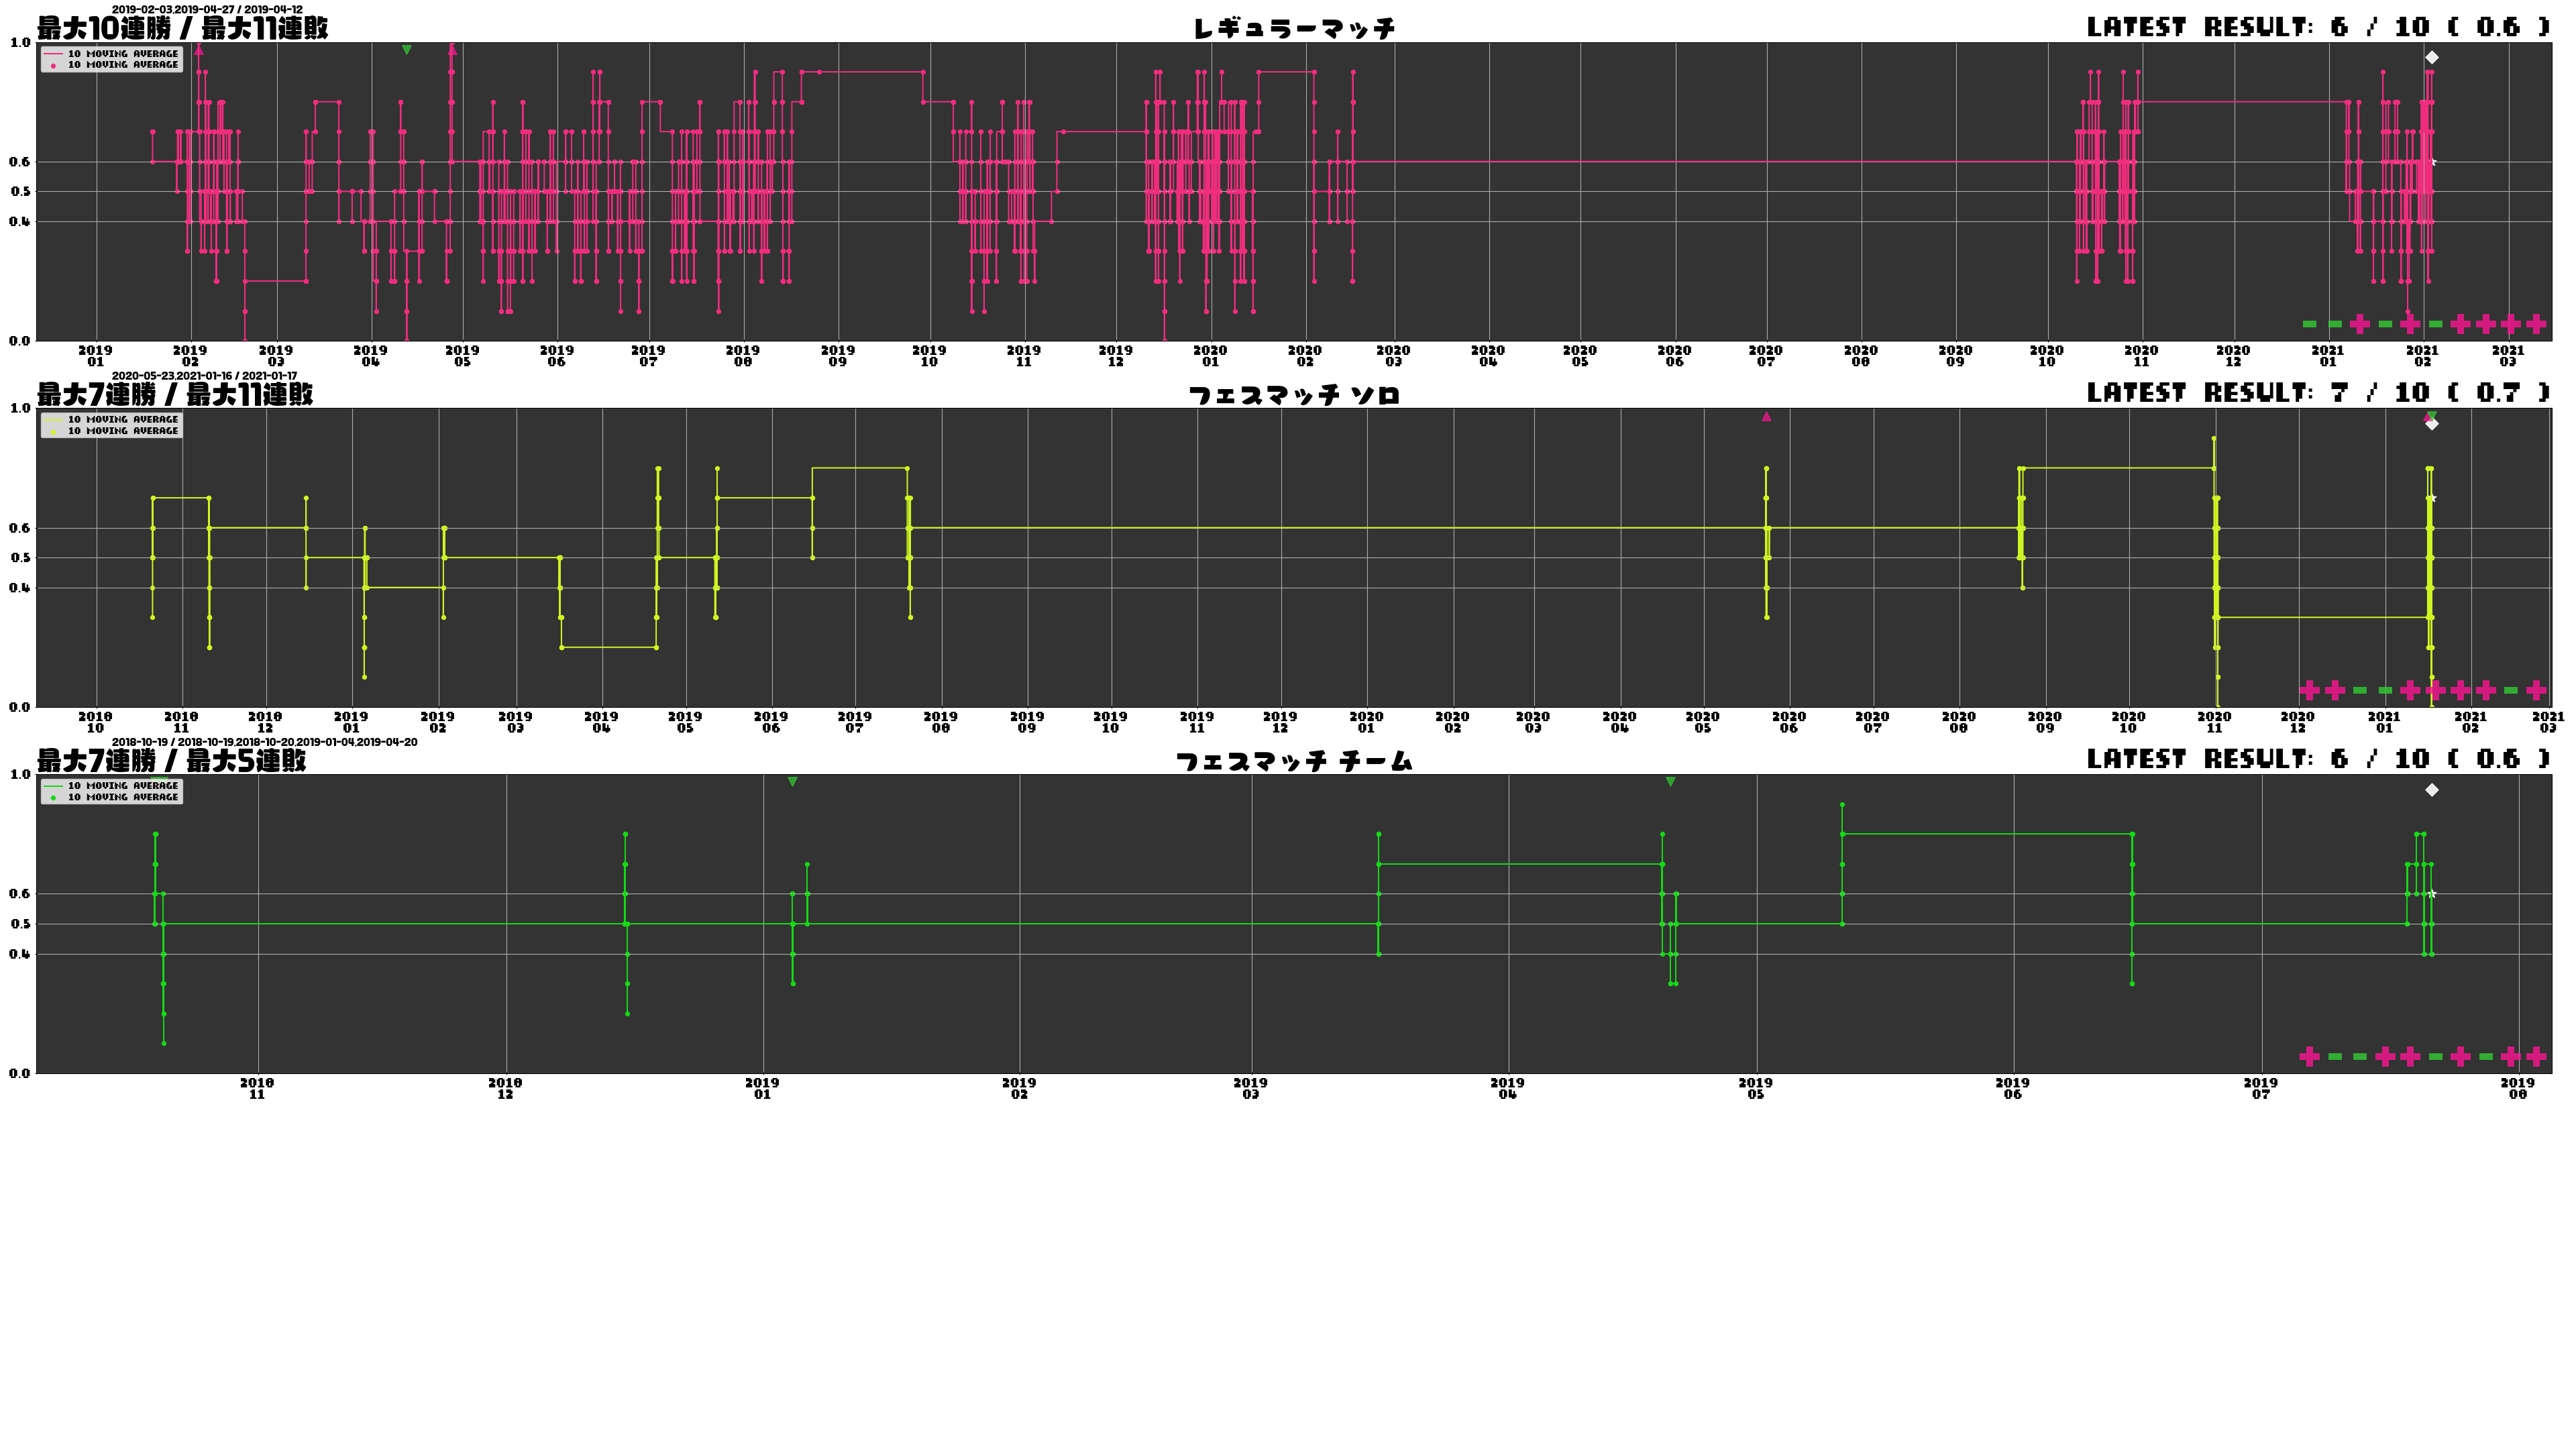 2019-02-03,2019-04-27 / 2019-04-12
最大10連勝 / 最大11連敗
レギュラーマッチ
LATEST RESULT: 6 / 10 ( 0.6 )
10 MOVING AVERAGE
10 MOVING AVERAGE
1.0
0.6
0.5
0.4
0.0
2019 2019 2019 2019 2019 2019 2019 2019 2019 2019 2019 2019 2020 2020 2020 2020 2020 2020 2020 2020 2020 2020 2020 2020 2021 2021 2021
01 02 03 04 05 06 07 08 09 10 11 12 01 02 03 04 05 06 07 08 09 10 11 12 01 02 03
2020-05-23,2021-01-16 / 2021-01-17
最大7連勝 / 最大11連敗
フェスマッチ ソロ
LATEST RESULT: 7 / 10 ( 0.7 )
10 MOVING AVERAGE
10 MOVING AVERAGE
1.0
0.6
0.5
0.4
0.0
2018 2018 2018 2019 2019 2019 2019 2019 2019 2019 2019 2019 2019 2019 2019 2020 2020 2020 2020 2020 2020 2020 2020 2020 2020 2020 2020 2021 2021 2021
10 11 12 01 02 03 04 05 06 07 08 09 10 11 12 01 02 03 04 05 06 07 08 09 10 11 12 01 02 03
2018-10-19 / 2018-10-19,2018-10-20,2019-01-04,2019-04-20
最大7連勝 / 最大5連敗
フェスマッチ チーム
LATEST RESULT: 6 / 10 ( 0.6 )
10 MOVING AVERAGE
10 MOVING AVERAGE
1.0
0.6
0.5
0.4
0.0
2018 2018 2019 2019 2019 2019 2019 2019 2019 2019
11 12 01 02 03 04 05 06 07 08